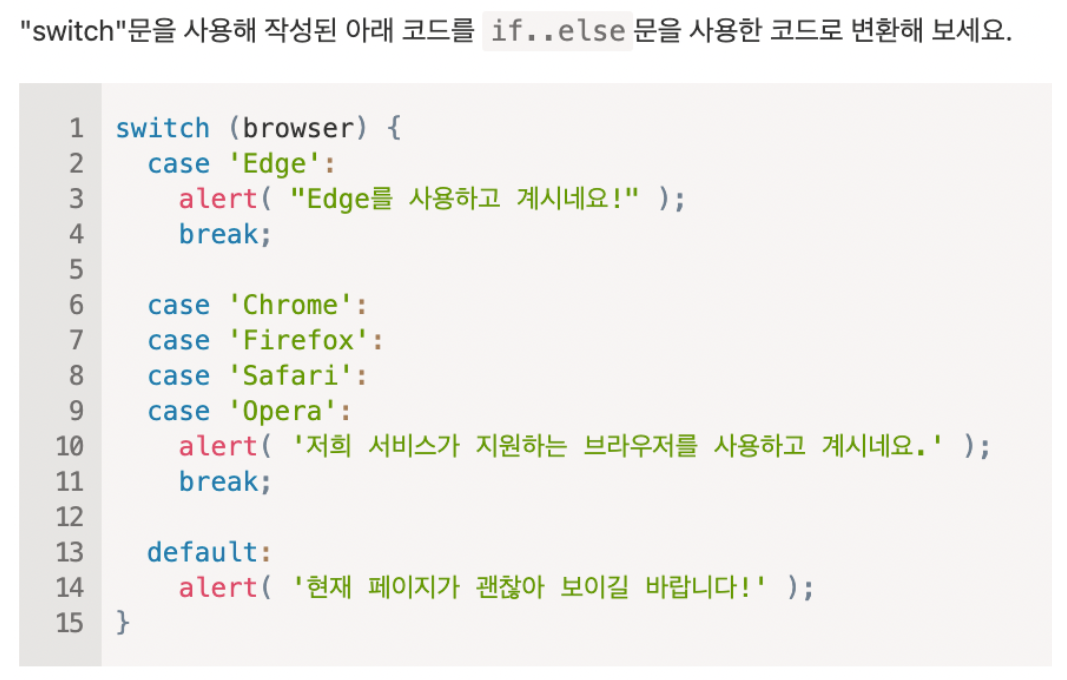 "switch"문을 사용해 작성된 아래 코드를 if..else 문을 사용한 코드로 변환해 보세요.
1 switch (browser) {
2   case 'Edge':
3     alert( "Edge를 사용하고 계시네요!" );
4     break;
5
6   case 'Chrome':
7   case 'Firefox':
8   case 'Safari':
9   case 'Opera':
10     alert( '저희 서비스가 지원하는 브라우저를 사용하고 계시네요.' );
11     break;
12
13   default:
14     alert( '현재 페이지가 괜찮아 보이길 바랍니다!' );
15 }